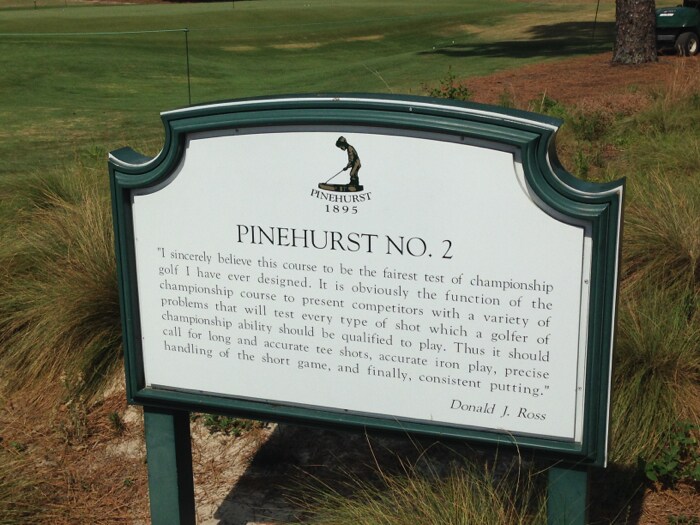 PINEHURST
1895
PINEHURST NO. 2
"I sincerely believe this course to be the fairest test of championship
golf I have ever designed. It is obviously the function of the
championship course to present competitors with a variety of
problems that will test every type of shot which a golfer of
championship ability should be qualified to play. Thus it should
call for long and accurate tee shots, accurate iron play, precise
handling of the short game, and finally, consistent putting."
Donald J. Ross